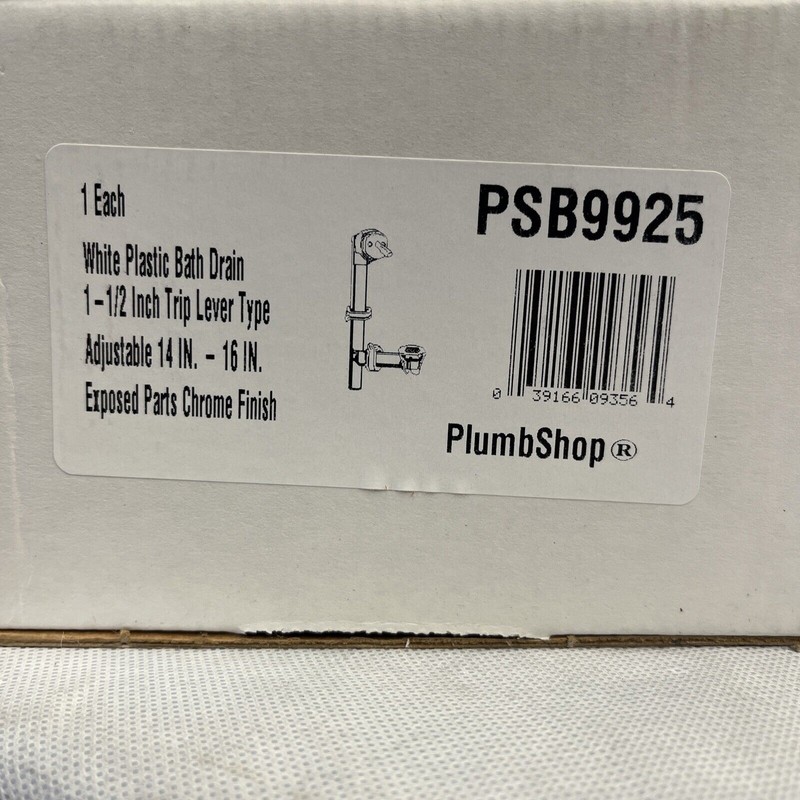 1 Each
White Plastic Bath Drain
1-1/2 Inch Trip Lever Type
Adjustable 14 IN. - 16 IN.
Exposed Parts Chrome Finish
PSB9925
0 39166 09356 4
PlumbShop®